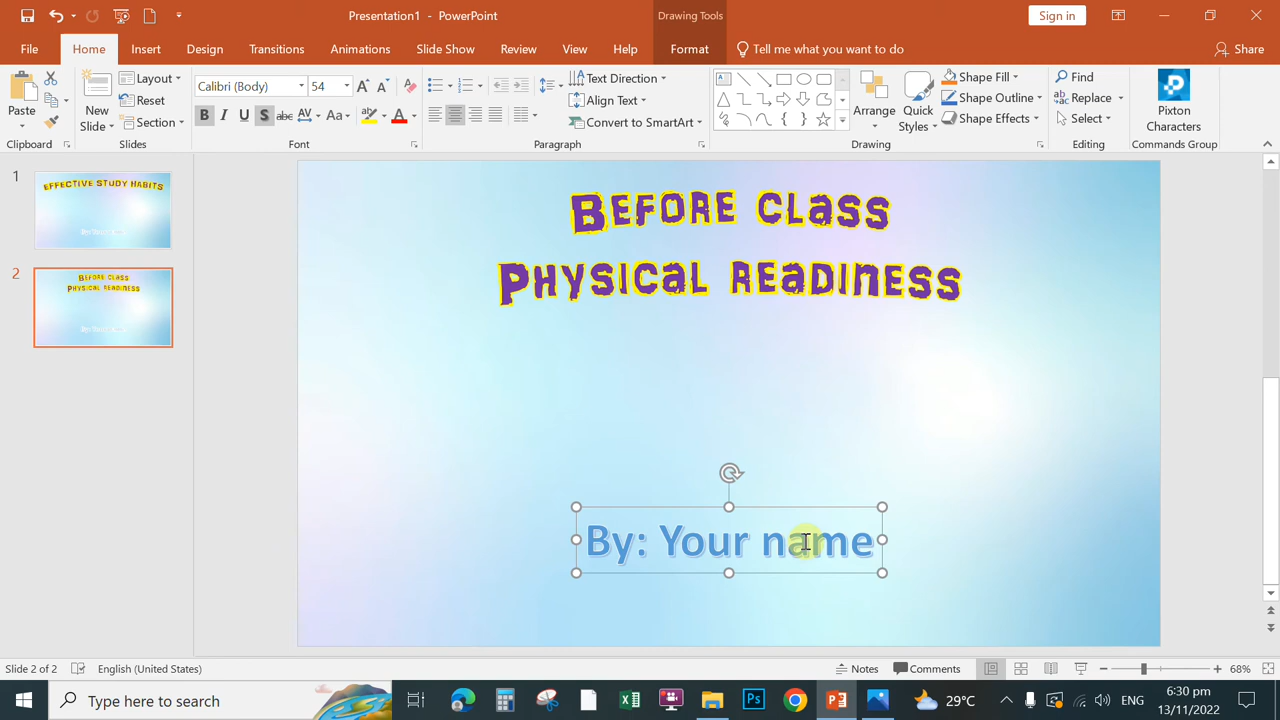 Presentation1 - PowerPoint
Drawing Tools
Sign in
File
Home
Insert
Design
Transitions
Animations
Slide Show
Review
View
Help
Format
Tell me what you want to do
Share
Paste
Clipboard
New
Slide
Layout
Reset
Section
Slides
Calibri (Body)
54
B I U S abc AV Aa
Font
Text Direction
Align Text
Convert to SmartArt
Paragraph
Arrange
Quick
Styles
Shape Fill
Shape Outline
Shape Effects
Drawing
Find
Replace
Select
Editing
Pixton
Characters
Commands Group
1
EFFECTIVE STUDY HABITS
2
Before class
Physical readiness
Before class
Physical readiness
By: Your name
Slide 2 of 2
English (United States)
Notes
Comments
68%
Type here to search
29°C
ENG
6:30 pm
13/11/2022